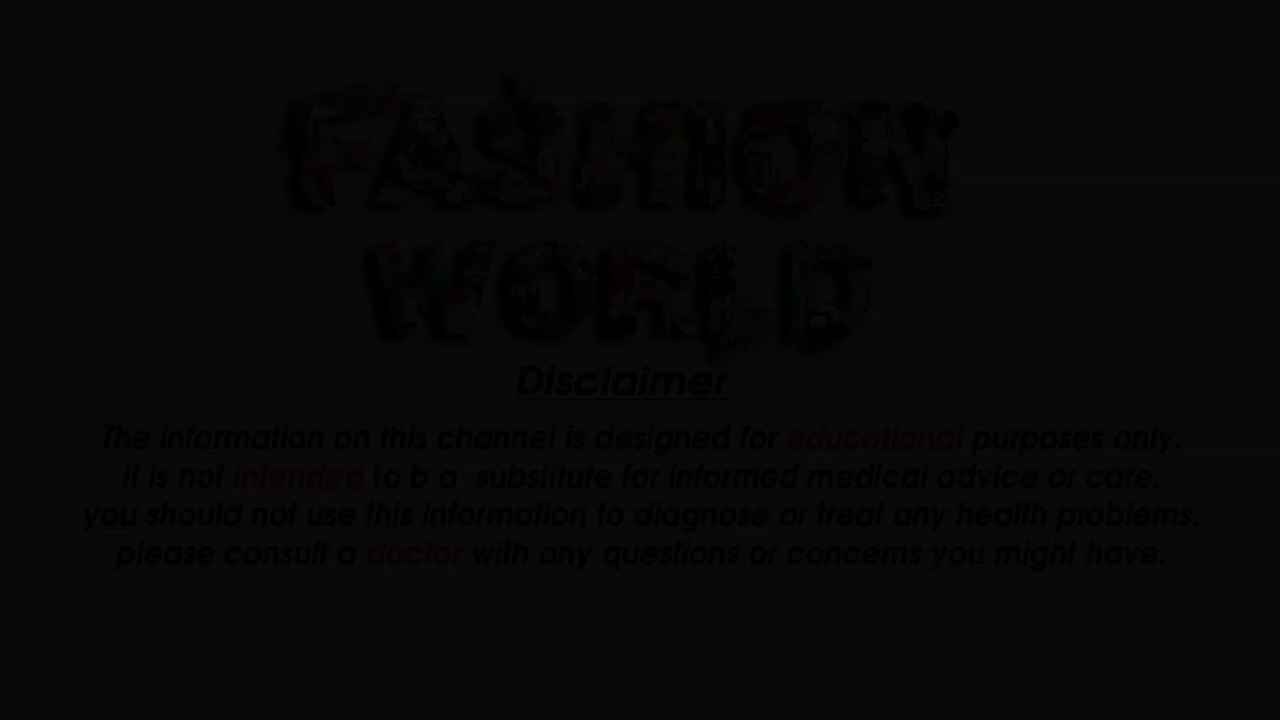 FASHION
WORLD
Disclaimer
The information on this channel is designed for educational purposes only.
it is not intended to b a substitute for informed medical advice or care.
you should not use this information to diagnose or treat any health problems.
please consult a doctor with any questions or concerns you might have.